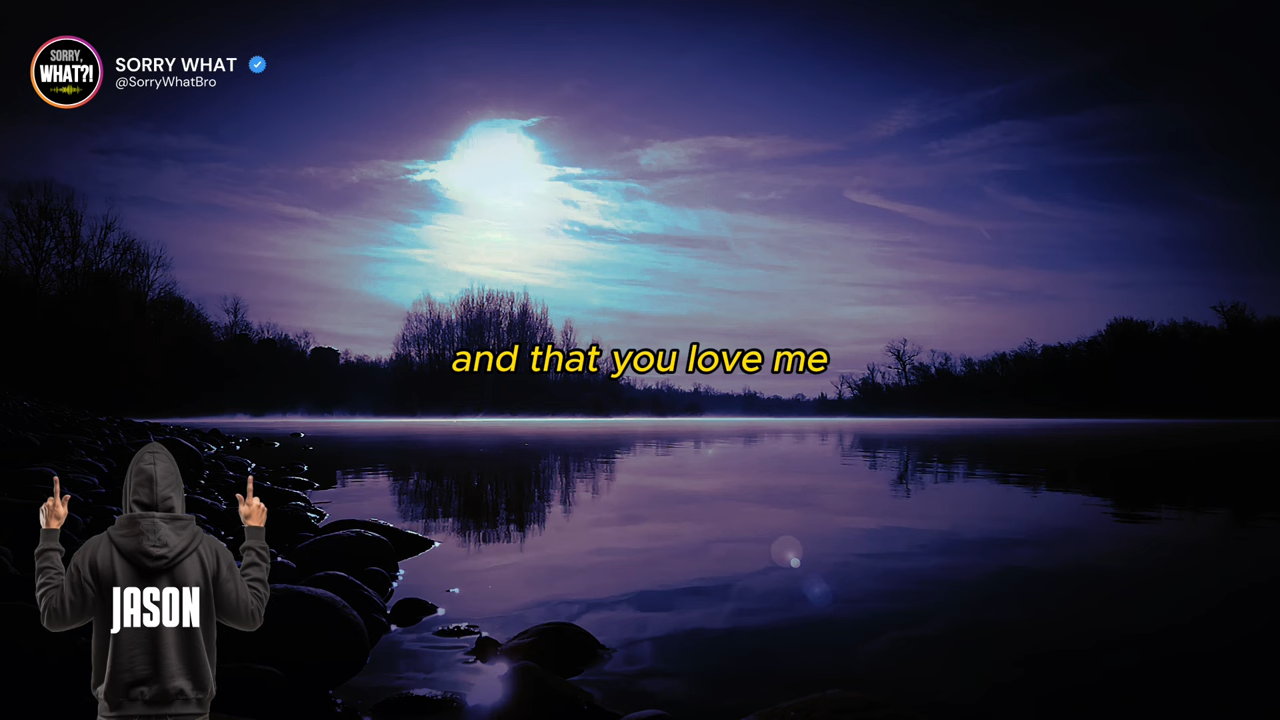 SORRY,
WHAT?!
SORRY WHAT
@SorryWhatBro
and that you love me
JASON